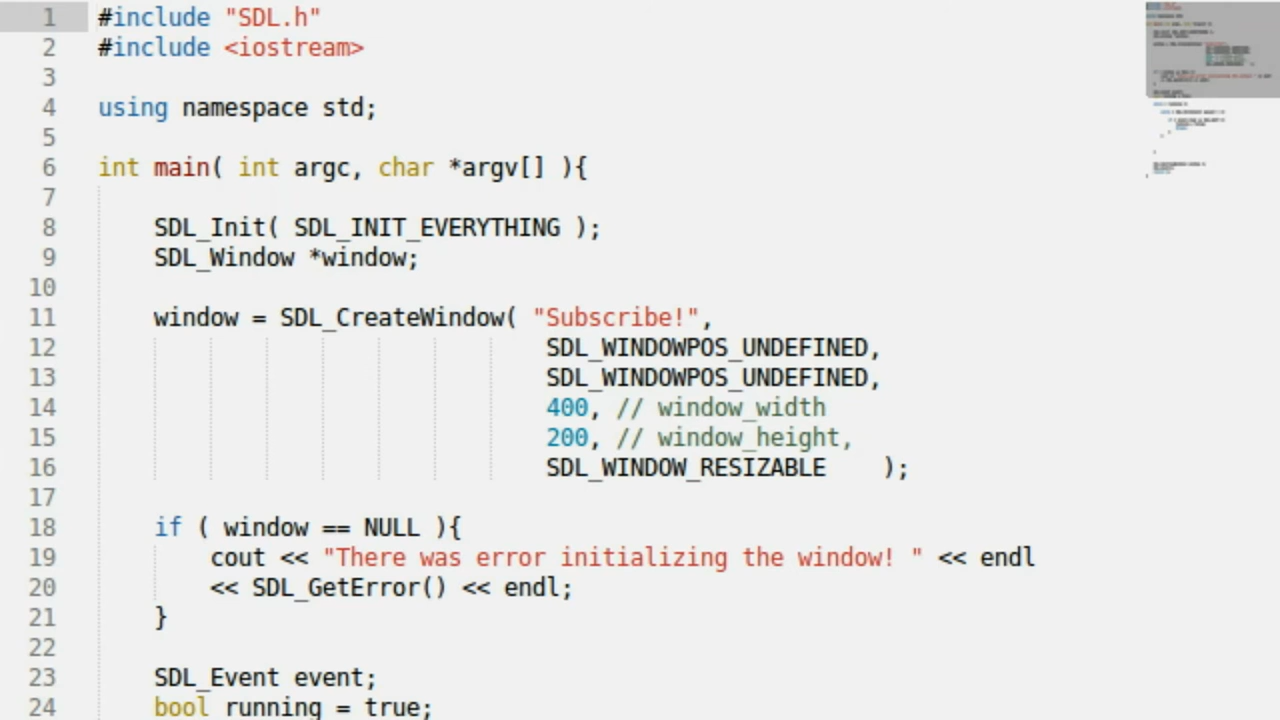 1 #include "SDL.h"
2 #include <iostream>
3
4 using namespace std;
5
6 int main( int argc, char *argv[] ){
7
8     SDL_Init( SDL_INIT_EVERYTHING );
9     SDL_Window *window;
10
11     window = SDL_CreateWindow( "Subscribe!",
12                                 SDL_WINDOWPOS_UNDEFINED,
13                                 SDL_WINDOWPOS_UNDEFINED,
14                                 400, // window_width
15                                 200, // window_height,
16                                 SDL_WINDOW_RESIZABLE    );
17
18     if ( window == NULL ){
19         cout << "There was error initializing the window! " << endl
20         << SDL_GetError() << endl;
21     }
22
23     SDL_Event event;
24     bool running = true;